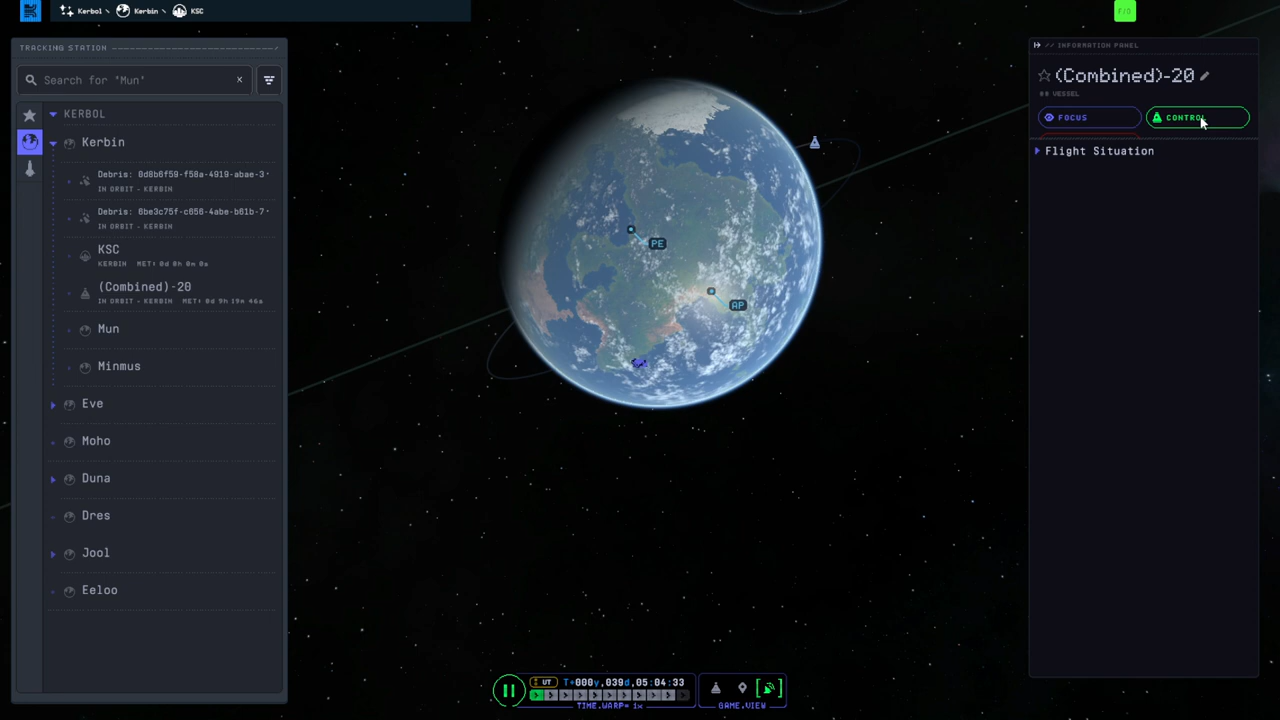 Kerbol
Kerbin
KSC
F/O
TRACKING STATION
Search for "Mun"
KERBOL
Kerbin
Debris: 0d8b6f59-f58a-4919-abae-3
IN ORBIT - KERBIN
Debris: 6be3c75f-c656-4abe-b61b-7
IN ORBIT - KERBIN
KSC
KERBIN MET: 0d 0h 0m 0s
(Combined)-20
IN ORBIT - KERBIN MET: 0d 9h 19m 46s
Mun
Minmus
Eve
Moho
Duna
Dres
Jool
Eeloo
PE
AP
// INFORMATION PANEL
(Combined)-20
VESSEL
FOCUS
CONTROL
Flight Situation
UT T+000y,039d,05:04:33
TIME.WARP= 1x
GAME.VIEW